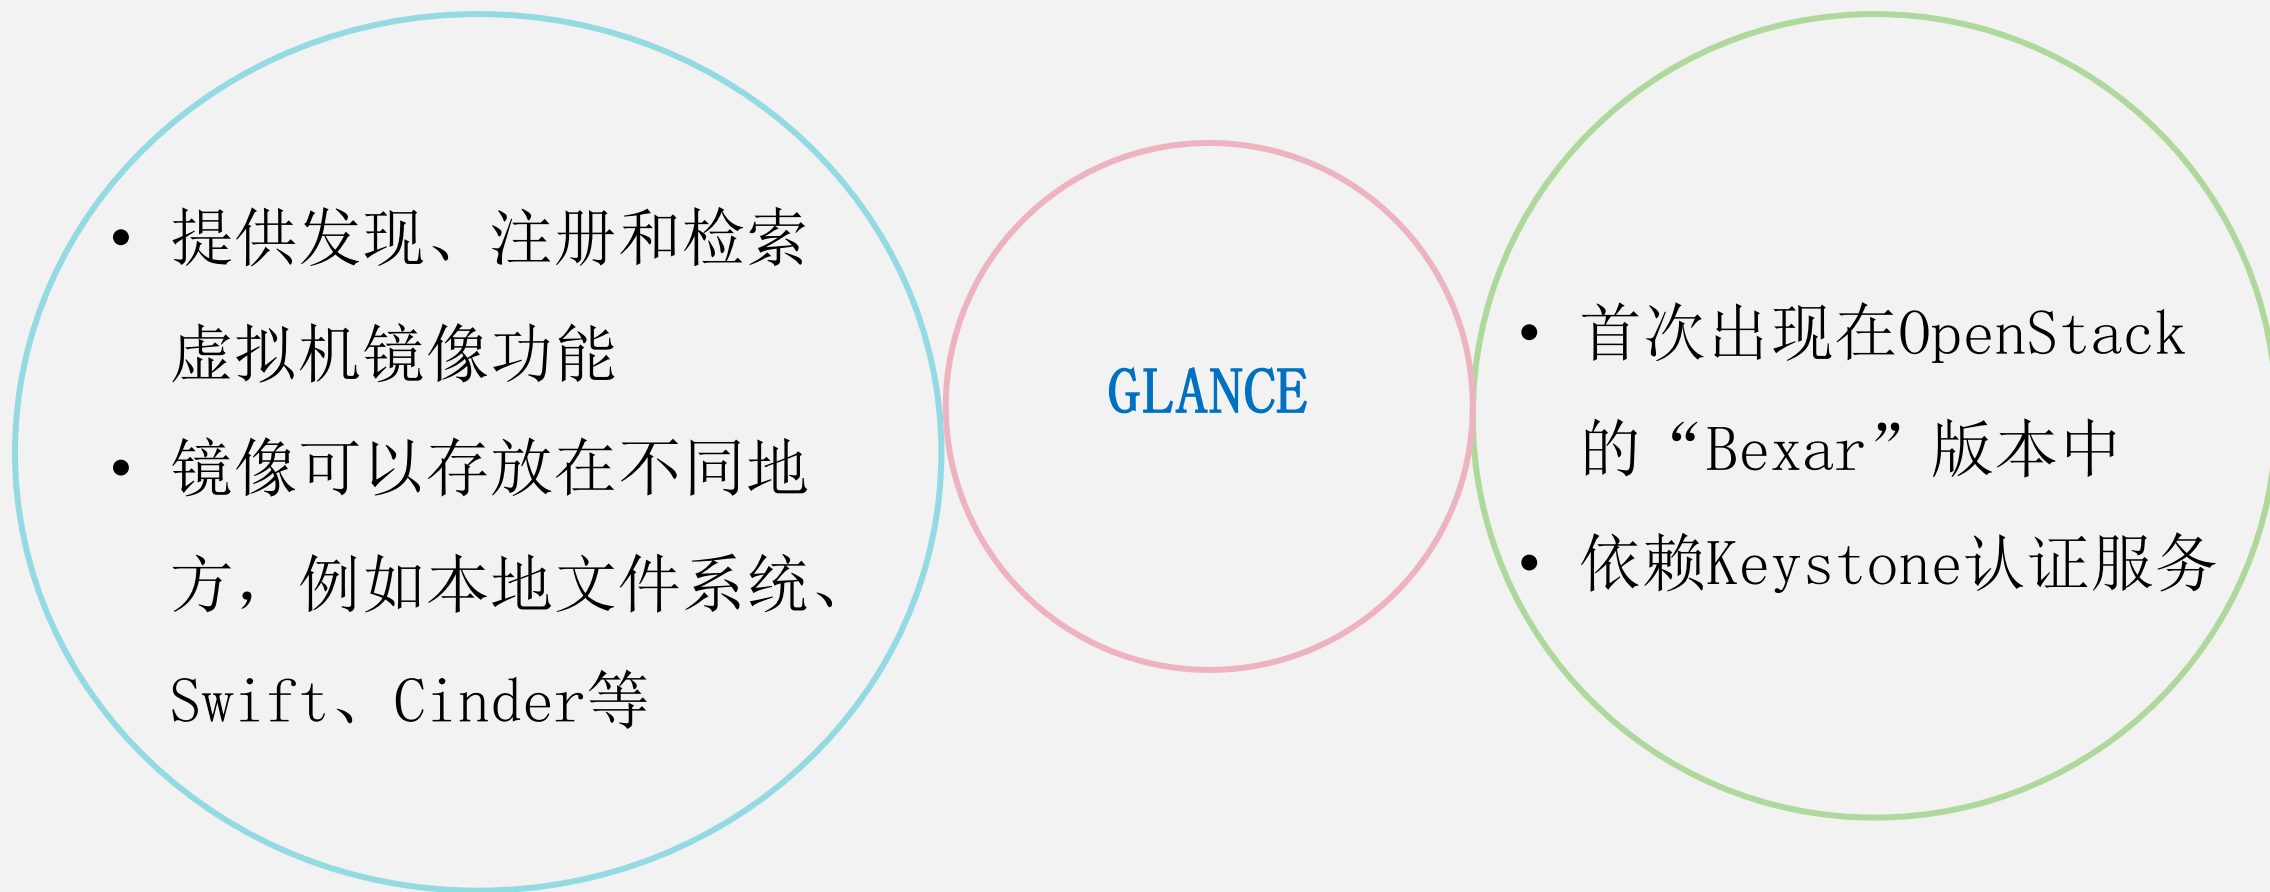 • 提供发现、注册和检索
虚拟机镜像功能
• 镜像可以存放在不同地
方，例如本地文件系统、
Swift、Cinder等
GLANCE
• 首次出现在OpenStack
的“Bexar”版本中
• 依赖Keystone认证服务